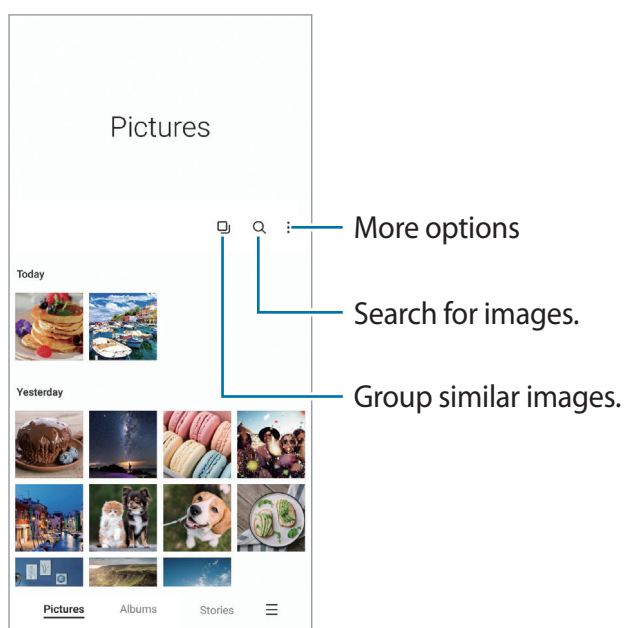 Pictures
More options
Today
Search for images.
Yesterday
Group similar images.
Pictures Albums Stories